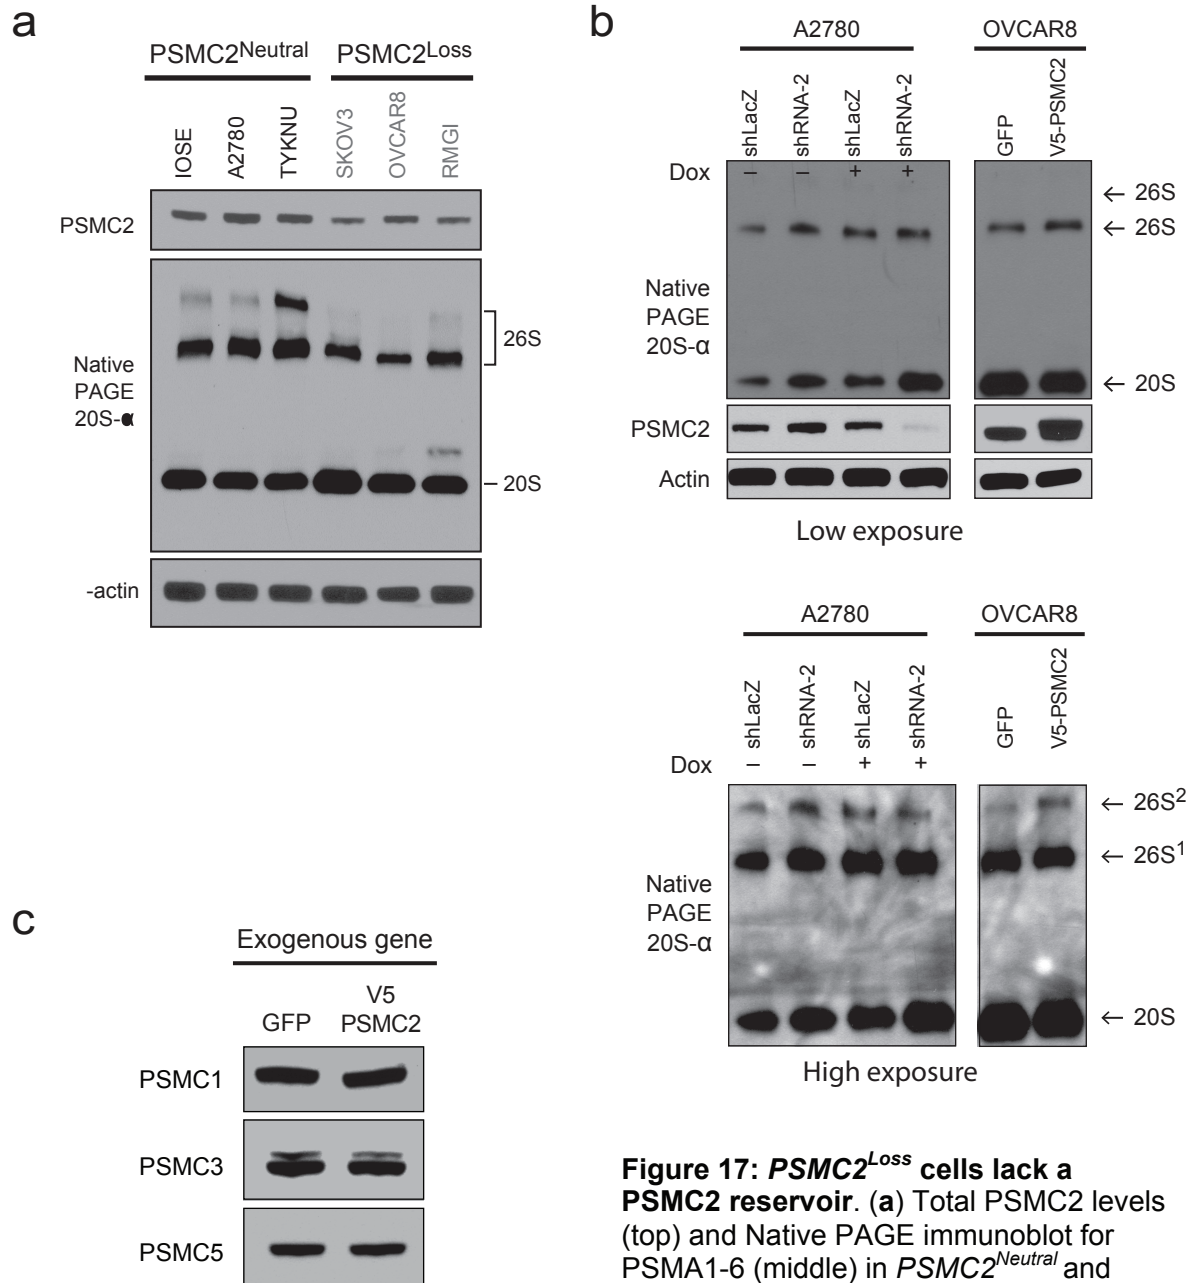 a
PSMC2Neutral PSMC2Loss
IOSE A2780 TYKNU SKOV3 OVCAR8 RMGI
PSMC2
26S
Native
PAGE
20S-α
20S
-actin
b
A2780 OVCAR8
shLacZ shRNA-2 shLacZ shRNA-2 GFP V5-PSMC2
Dox – – + +
← 26S
← 26S
Native
PAGE
20S-α
← 20S
PSMC2
Actin
Low exposure
A2780 OVCAR8
shLacZ shRNA-2 shLacZ shRNA-2 GFP V5-PSMC2
Dox – – + +
← 26S2
← 26S1
Native
PAGE
20S-α
← 20S
High exposure
c
Exogenous gene
GFP V5 PSMC2
PSMC1
PSMC3
PSMC5
Figure 17: PSMC2Loss cells lack a
PSMC2 reservoir. (a) Total PSMC2 levels
(top) and Native PAGE immunoblot for
PSMA1-6 (middle) in PSMC2Neutral and